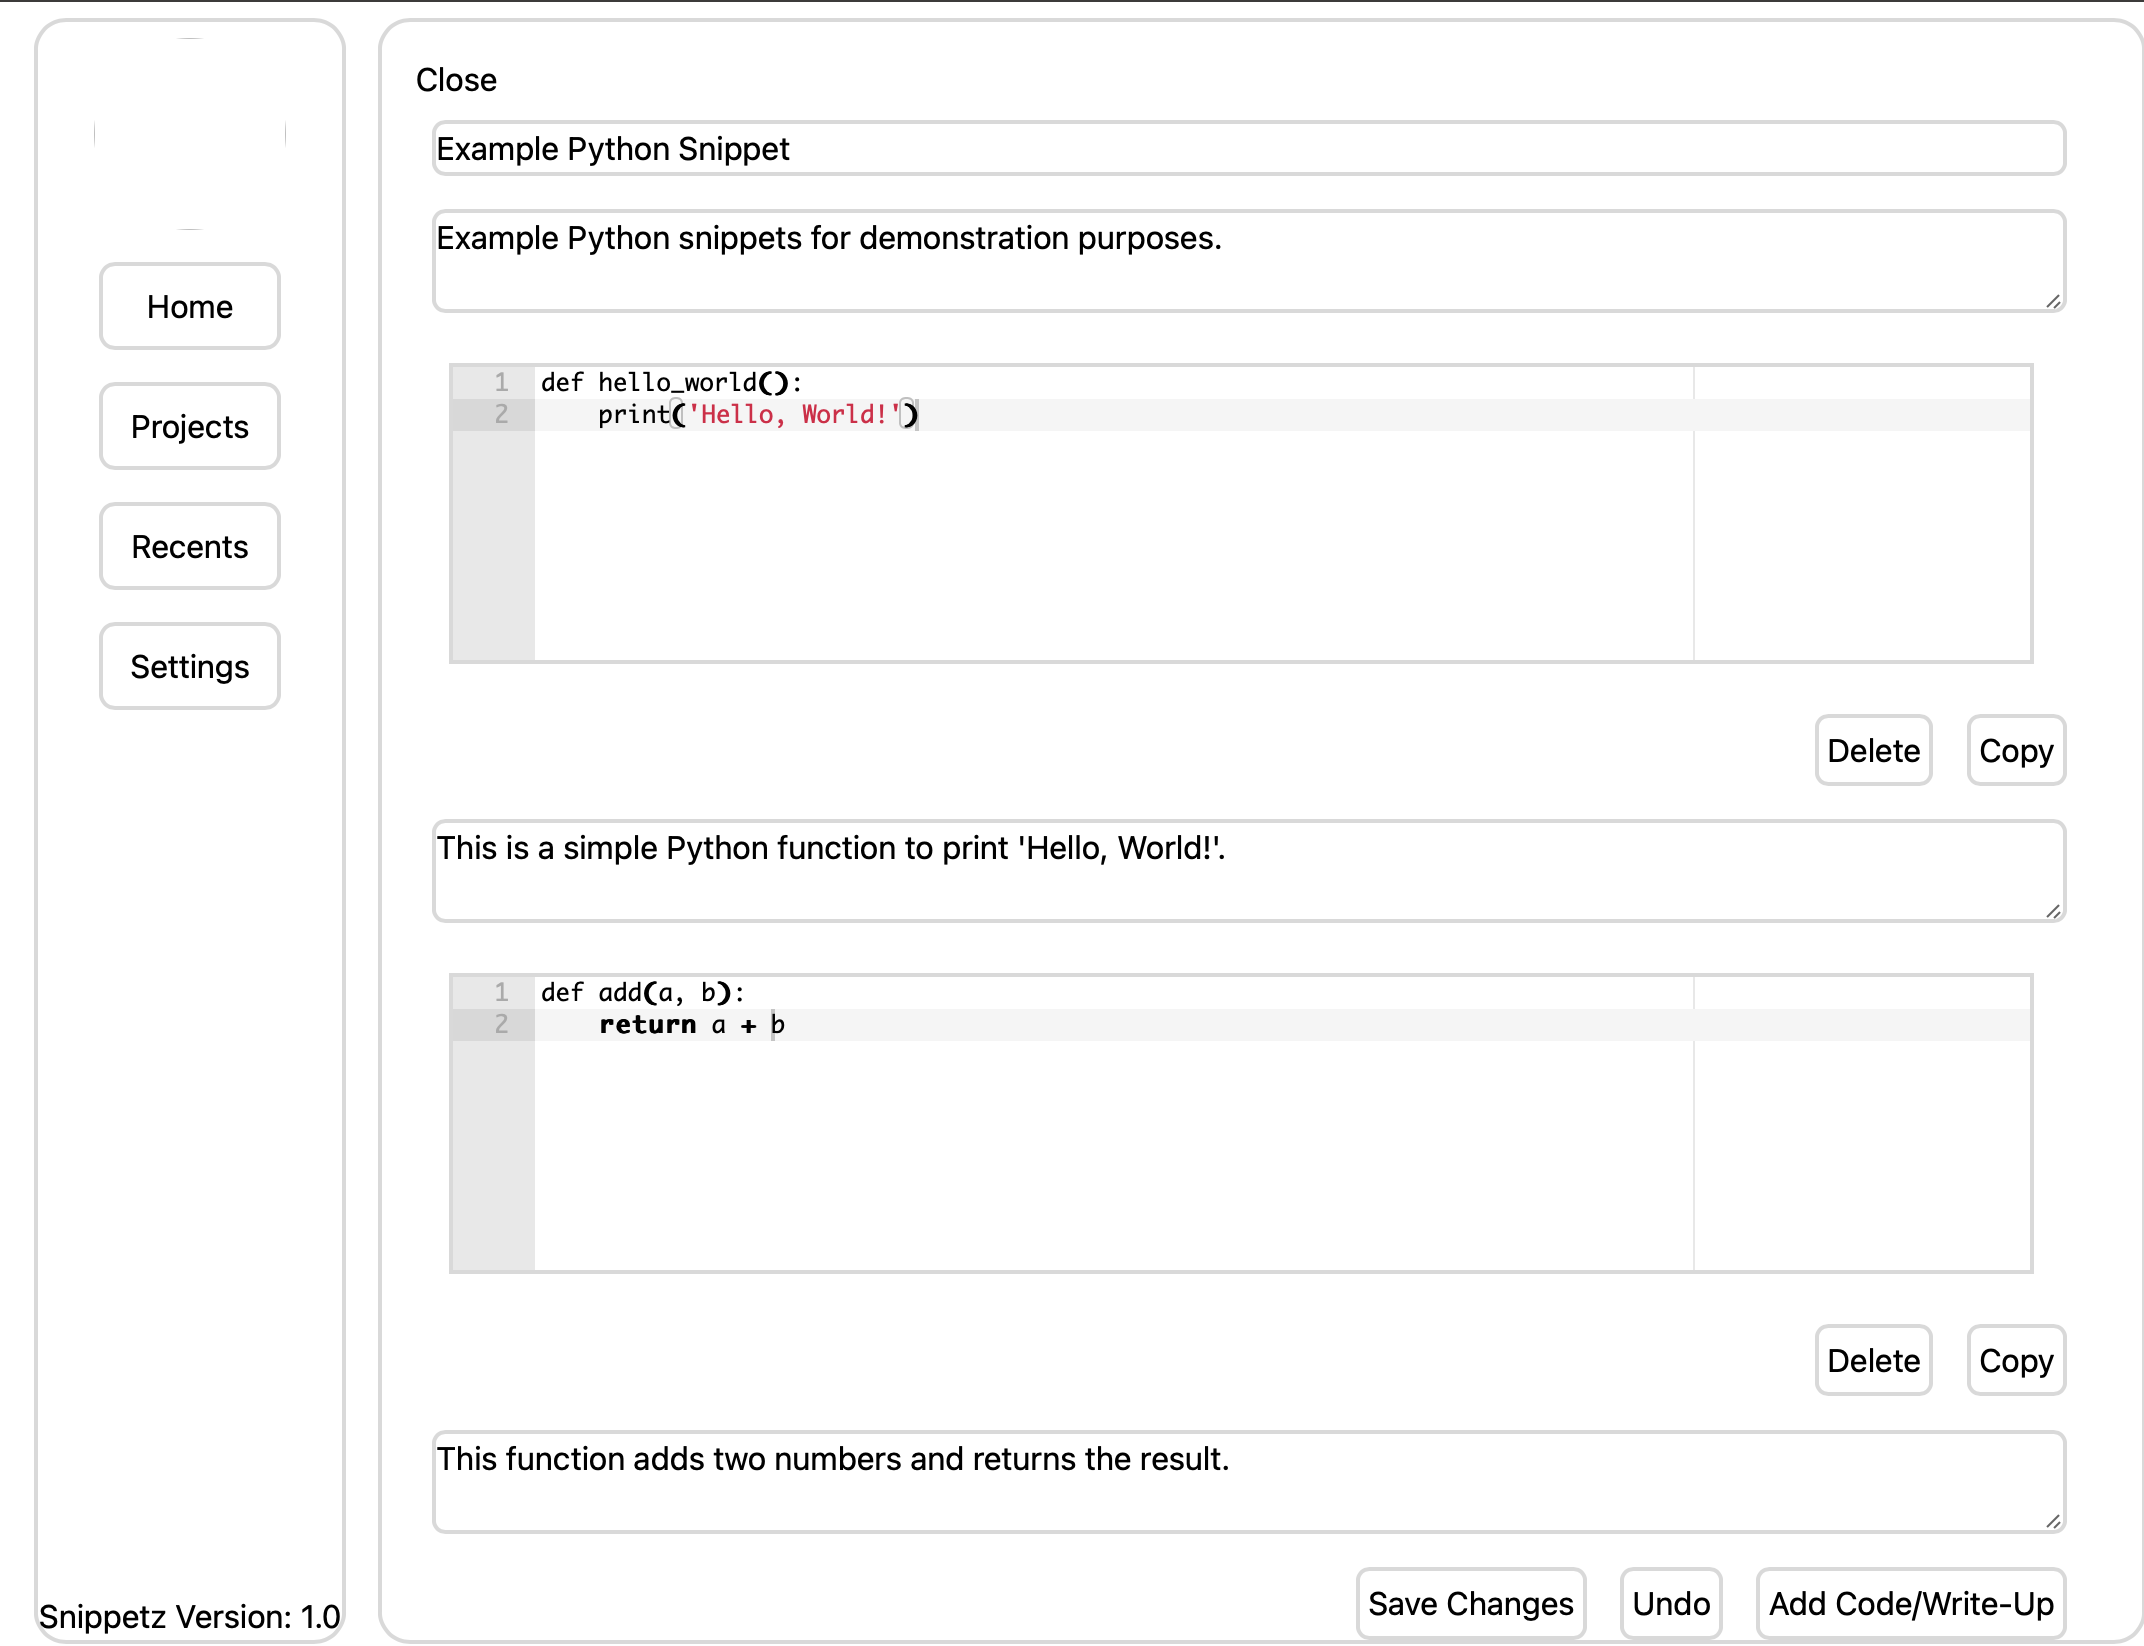 Home
Projects
Recents
Settings
Snippetz Version: 1.0
Close
Example Python Snippet
Example Python snippets for demonstration purposes.
1 def hello_world():
2     print('Hello, World!')
Delete Copy
This is a simple Python function to print 'Hello, World!'.
1 def add(a, b):
2     return a + b
Delete Copy
This function adds two numbers and returns the result.
Save Changes Undo Add Code/Write-Up